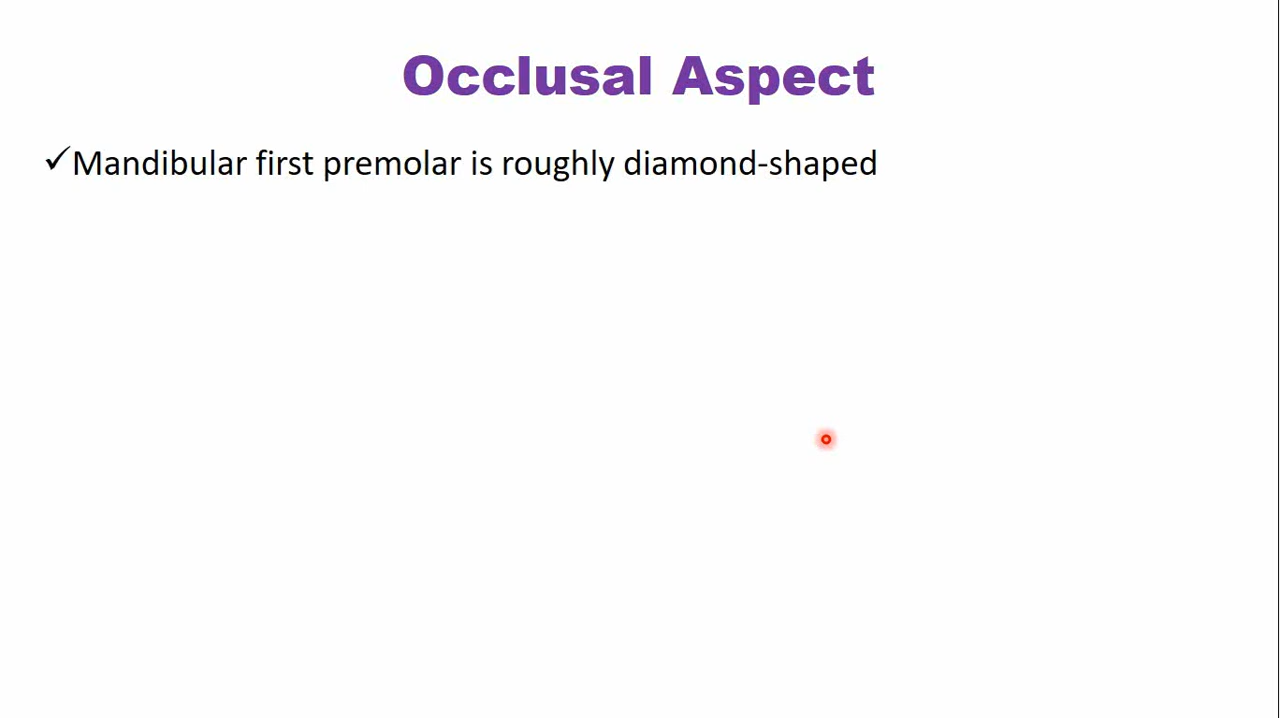 Occlusal Aspect
✓Mandibular first premolar is roughly diamond-shaped